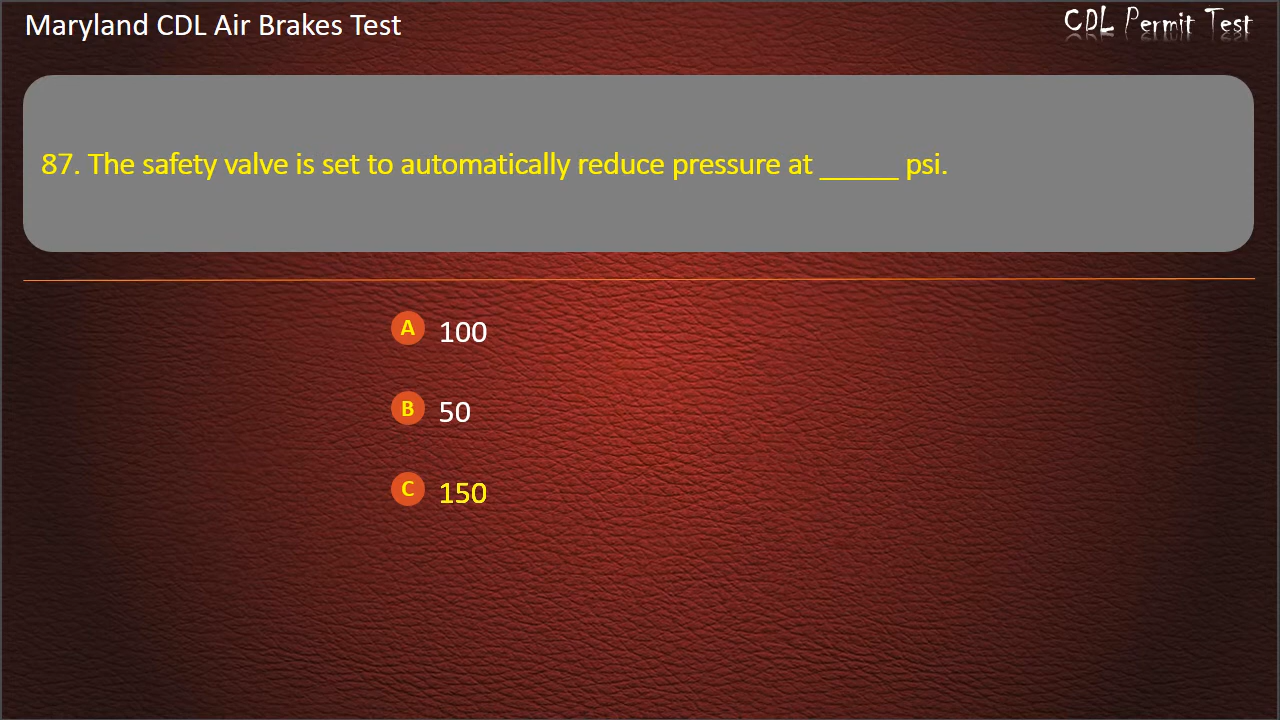 Maryland CDL Air Brakes Test
CDL Permit Test
87. The safety valve is set to automatically reduce pressure at _____ psi.
A 100
B 50
C 150